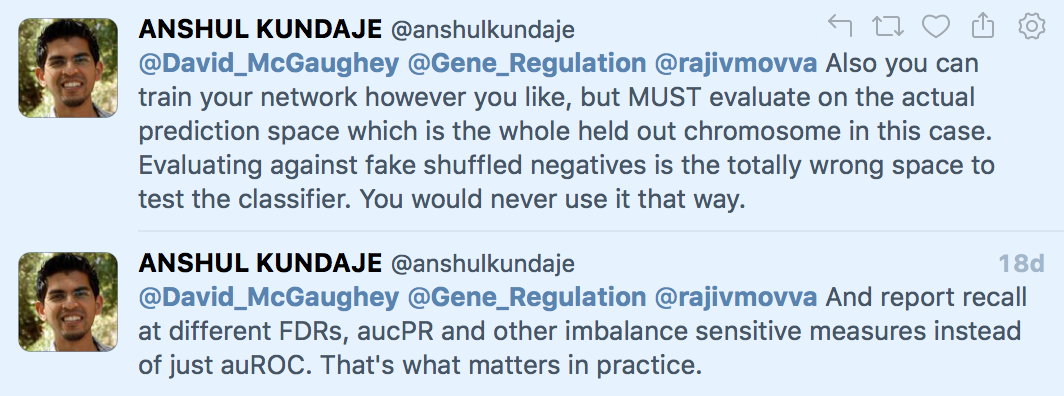 ANSHUL KUNDAJE @anshulkundaje
@David_McGaughey @Gene_Regulation @rajivmovva Also you can
train your network however you like, but MUST evaluate on the actual
prediction space which is the whole held out chromosome in this case.
Evaluating against fake shuffled negatives is the totally wrong space to
test the classifier. You would never use it that way.
ANSHUL KUNDAJE @anshulkundaje 18d
@David_McGaughey @Gene_Regulation @rajivmovva And report recall
at different FDRs, aucPR and other imbalance sensitive measures instead
of just auROC. That's what matters in practice.